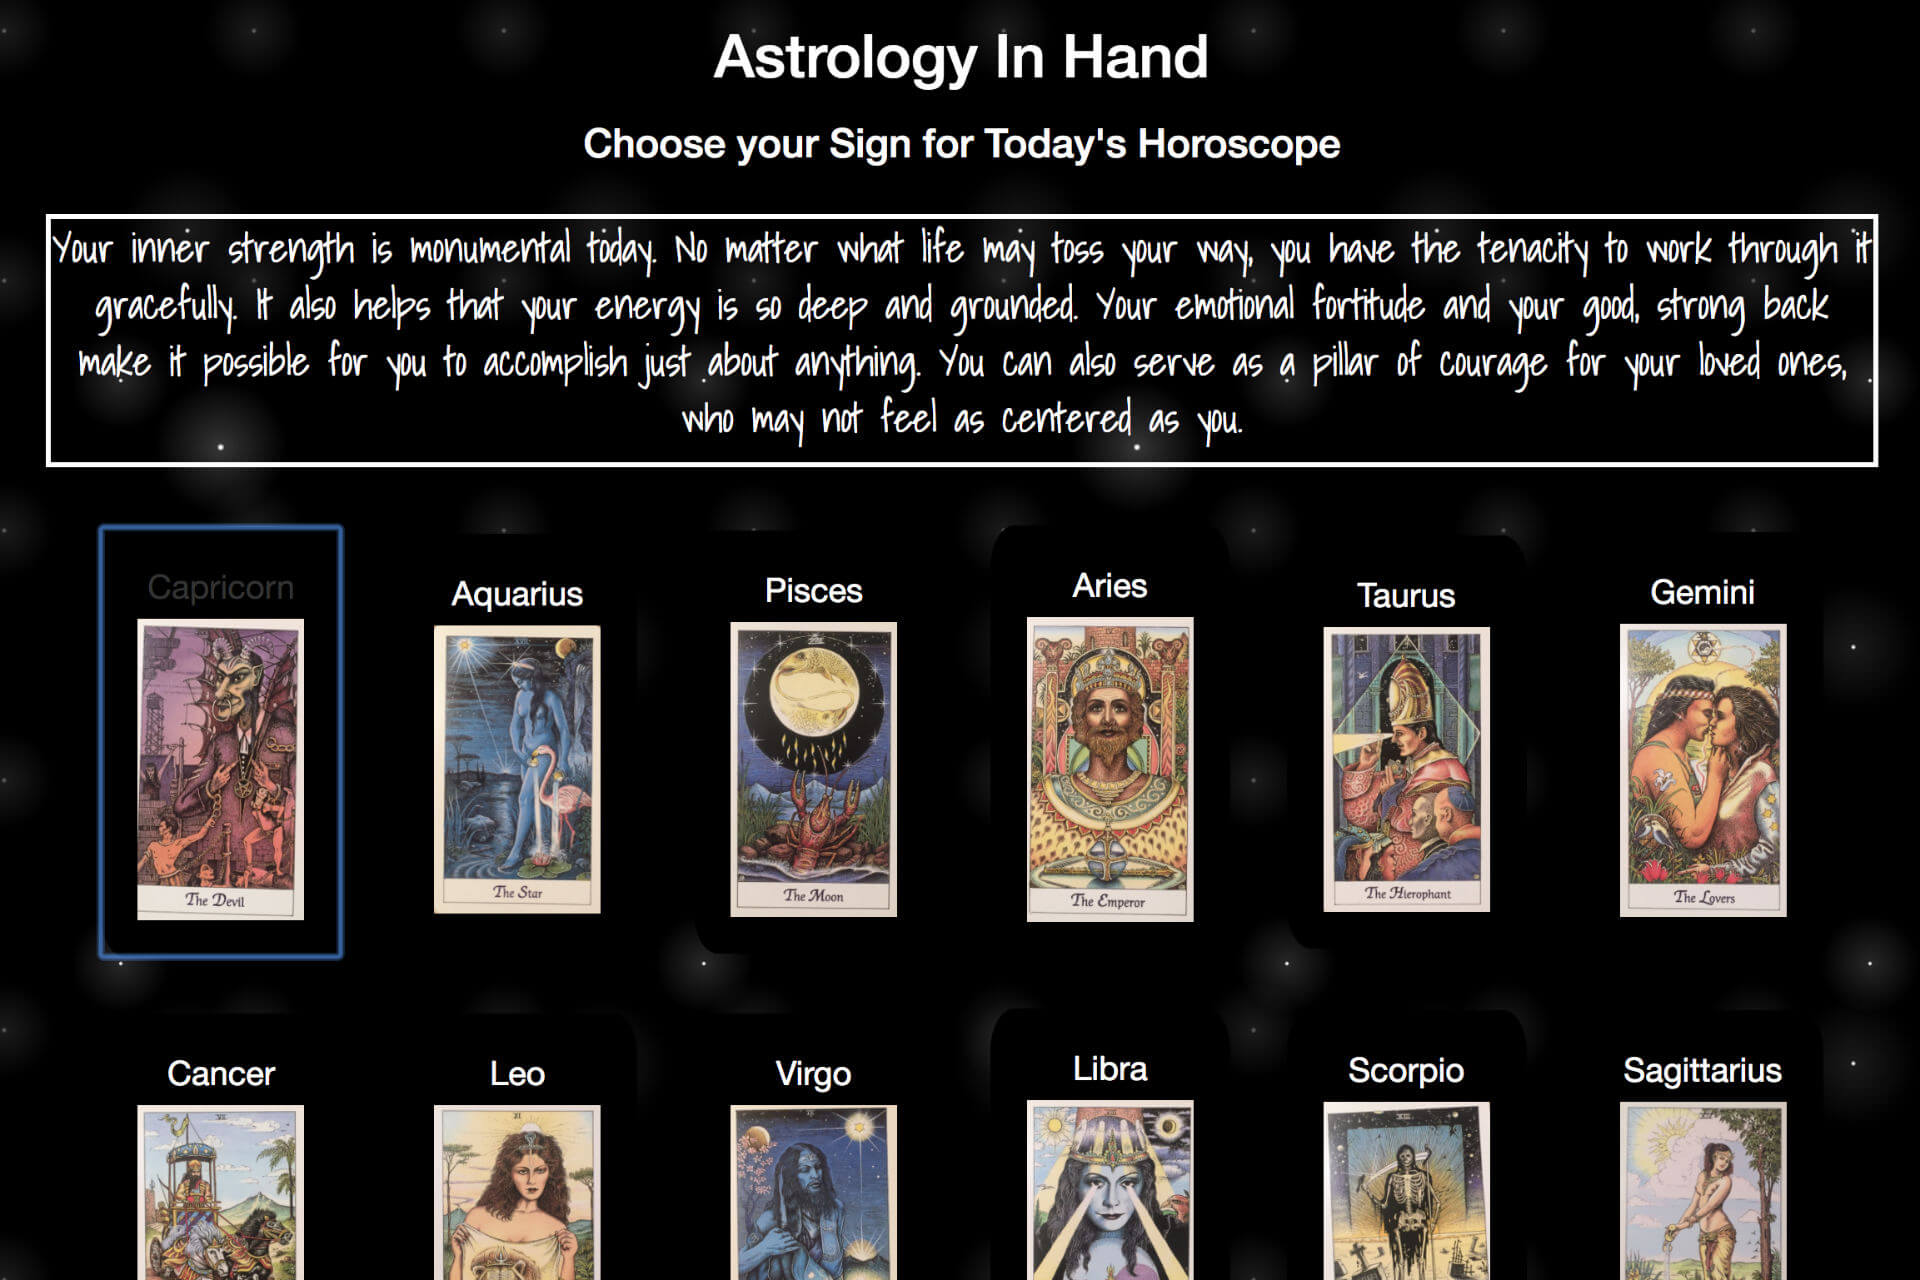 Astrology In Hand
Choose your Sign for Today's Horoscope
Your inner strength is monumental today. No matter what life may toss your way, you have the tenacity to work through it
gracefully. It also helps that your energy is so deep and grounded. Your emotional fortitude and your good, strong back
make it possible for you to accomplish just about anything. You can also serve as a pillar of courage for your loved ones,
who may not feel as centered as you.
Capricorn
Aquarius
Pisces
Aries
Taurus
Gemini
The Devil
The Star
The Moon
The Emperor
The Hierophant
The Lovers
Cancer
Leo
Virgo
Libra
Scorpio
Sagittarius